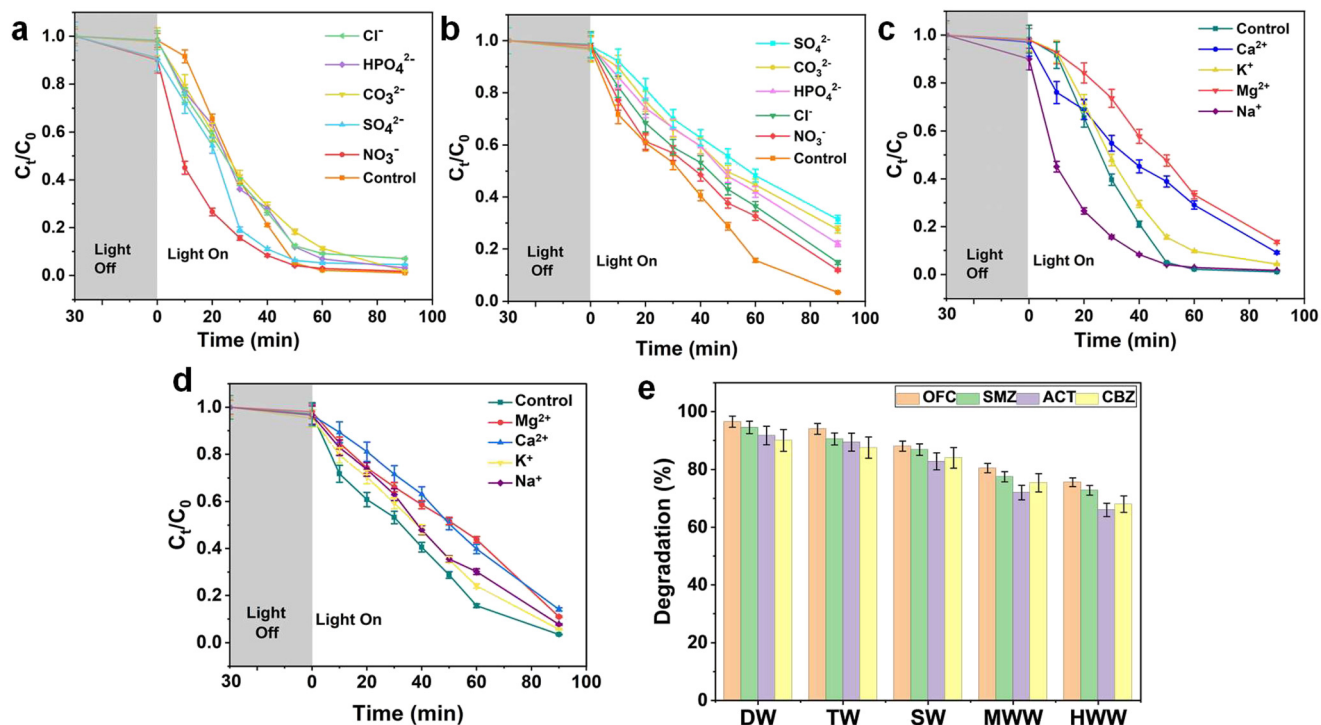 a
Cl⁻
HPO₄²⁻
CO₃²⁻
SO₄²⁻
NO₃⁻
Control
Cₜ/C₀
1.0
0.8
0.6
0.4
0.2
0.0
Light
Off
Light On
30 0 20 40 60 80 100
Time (min)
b
SO₄²⁻
CO₃²⁻
HPO₄²⁻
Cl⁻
NO₃⁻
Control
Cₜ/C₀
1.0
0.8
0.6
0.4
0.2
0.0
Light
Off
Light On
30 0 20 40 60 80 100
Time (min)
c
Control
Ca²⁺
K⁺
Mg²⁺
Na⁺
Cₜ/C₀
1.0
0.8
0.6
0.4
0.2
0.0
Light
Off
Light On
30 0 20 40 60 80 100
Time (min)
d
Control
Mg²⁺
Ca²⁺
K⁺
Na⁺
Cₜ/C₀
1.0
0.8
0.6
0.4
0.2
0.0
Light
Off
Light On
30 0 20 40 60 80 100
Time (min)
e
OFC SMZ ACT CBZ
Degradation (%)
100
80
60
40
20
0
DW TW SW MWW HWW